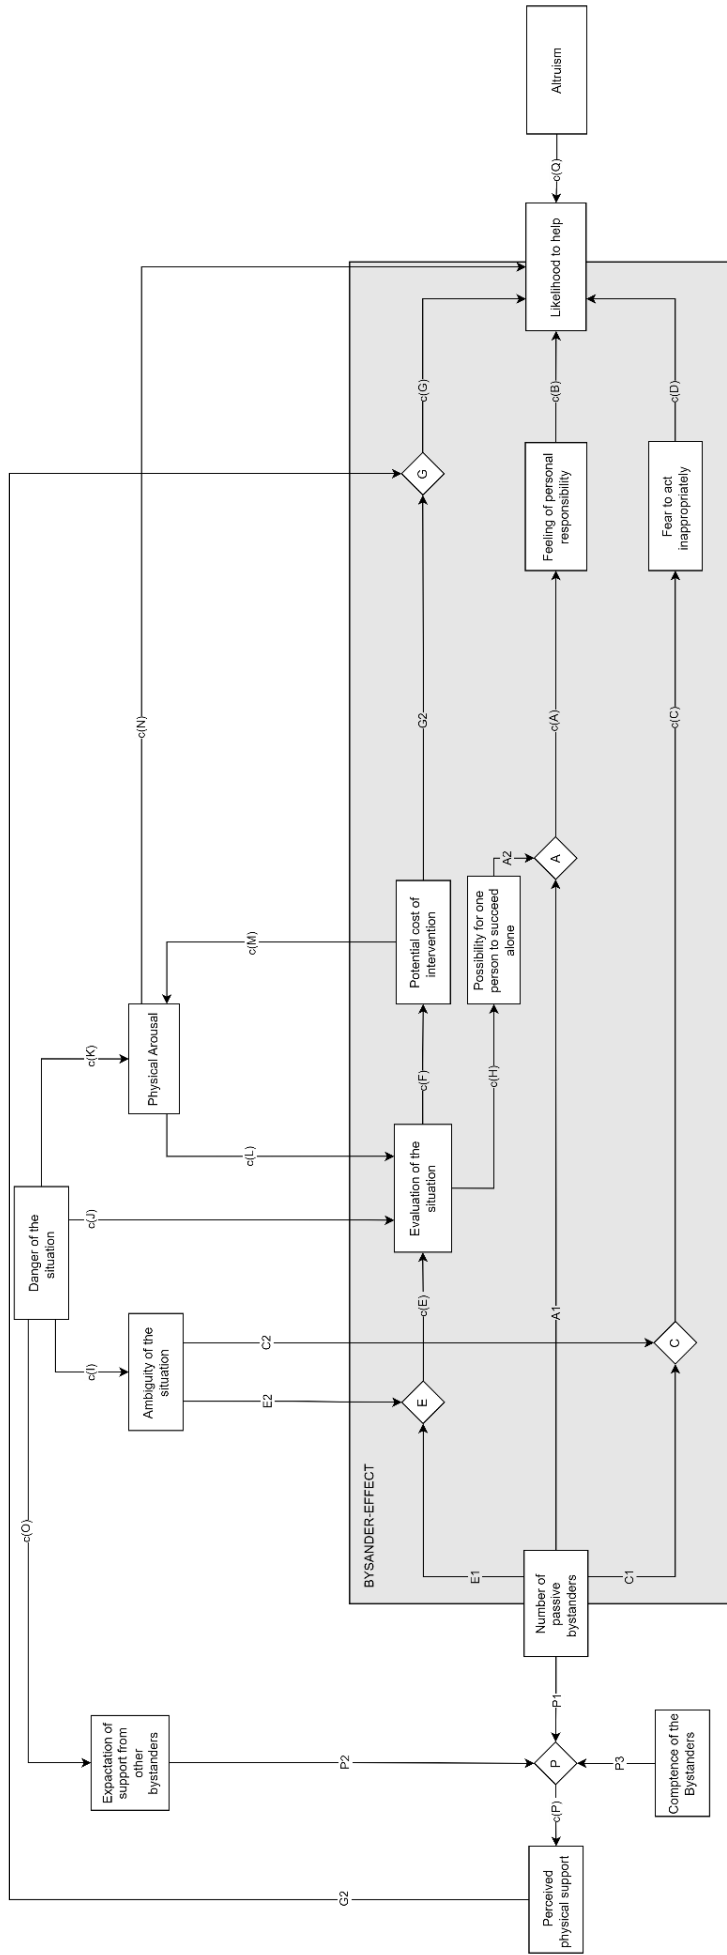 G2
c(O)
Danger of the
situation
c(K)
c(N)
c(I)
c(J)
Expactation of
support from
other
bystanders
Ambiguity of the
situation
Physical Arousal
P2
E2
C2
c(L)
c(M)
BYSANDER-EFFECT
E
c(E)
Evaluation of the
situation
c(F)
Potential cost of
intervention
G2
G
c(G)
E1
c(H)
Possibility for one
person to succeed
alone
A2
Perceived
physical support
c(P)
P
P1
Number of
passive
bystanders
A1
A
c(A)
Feeling of personal
responsibility
c(B)
Likelihood to help
c(Q)
Altruism
P3
C1
Comptence of the
Bystanders
C
c(C)
Fear to act
inappropriately
c(D)